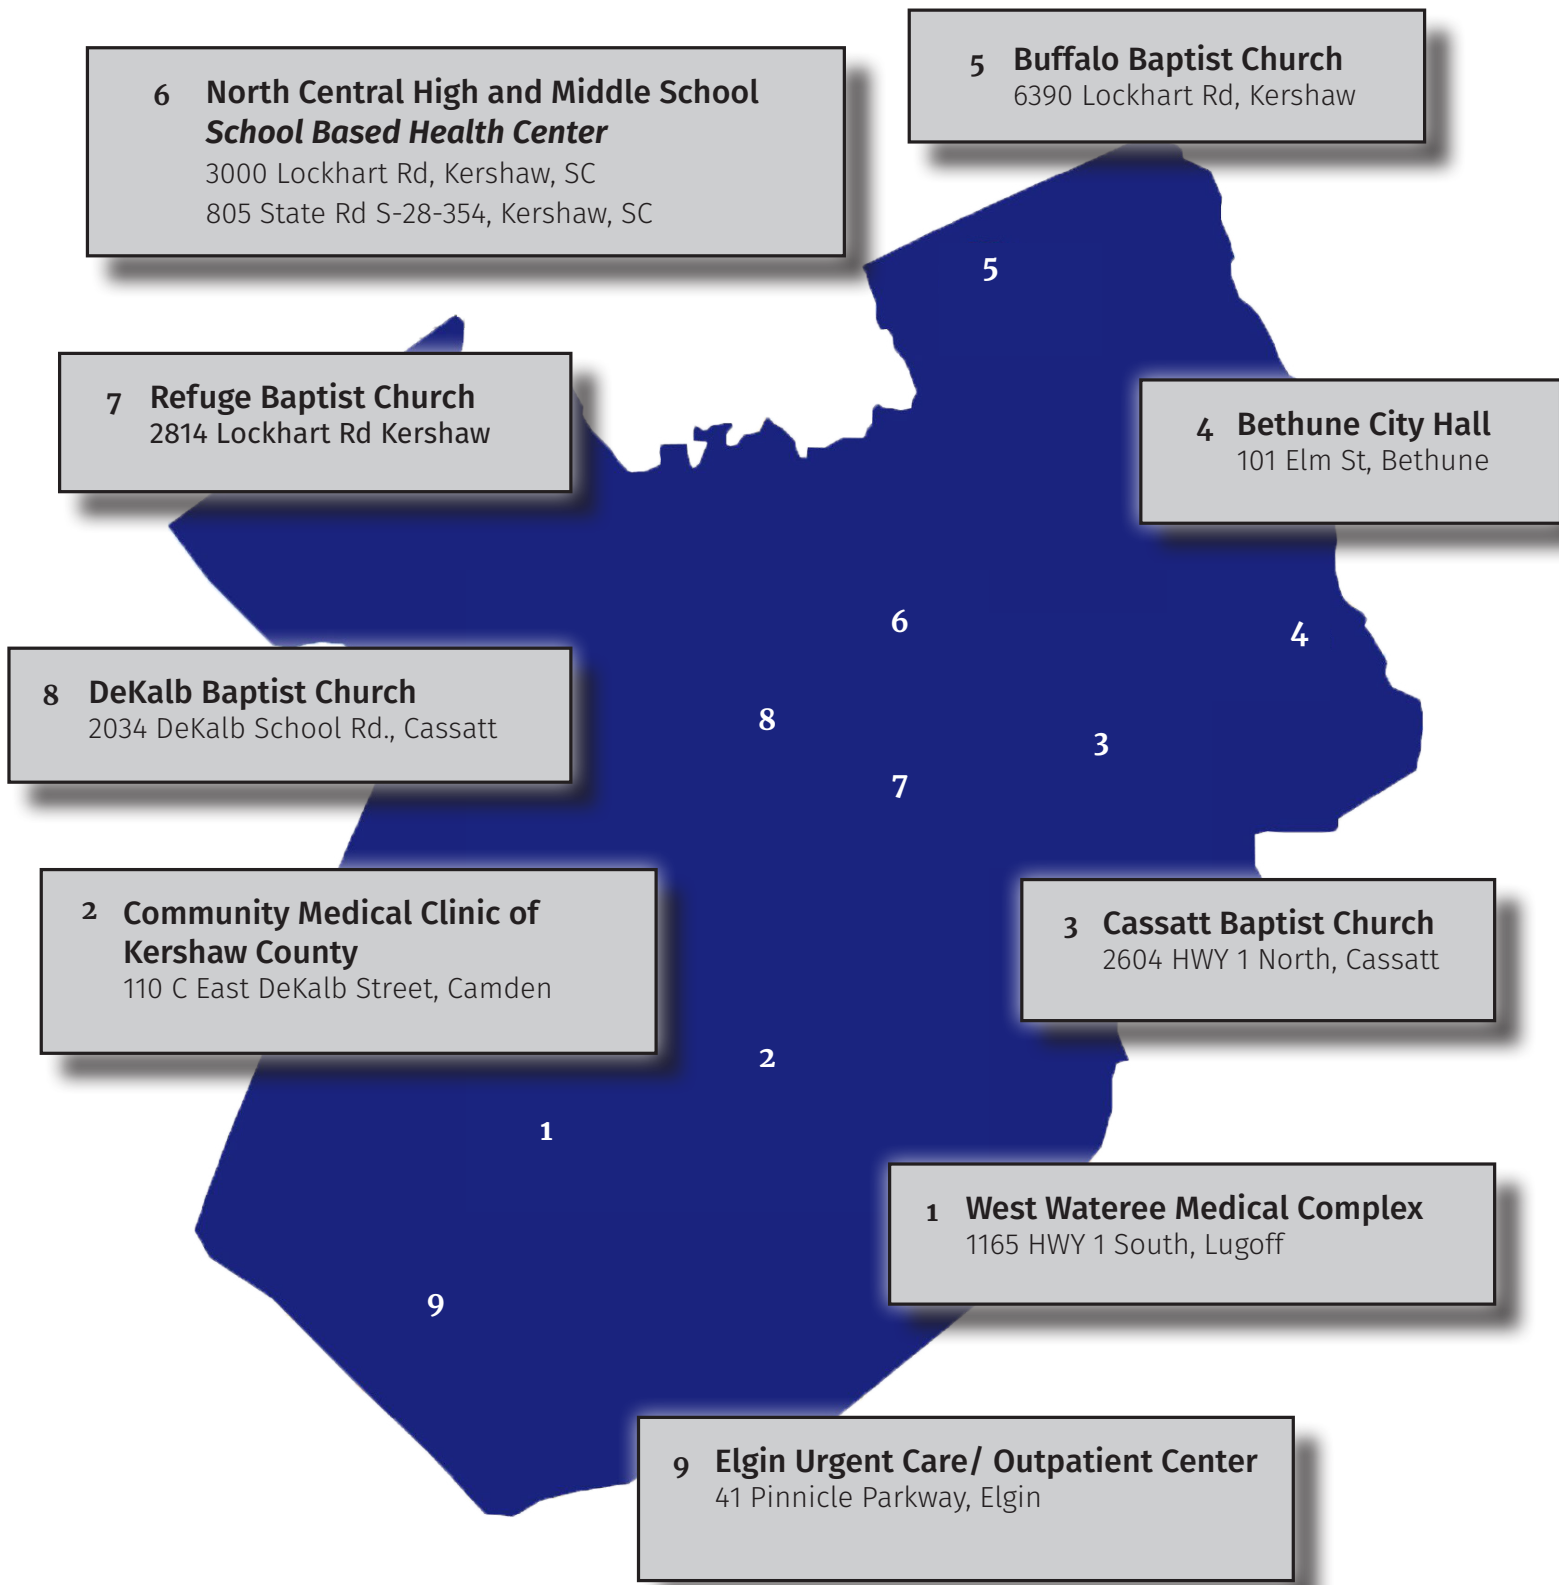 5 Buffalo Baptist Church
6390 Lockhart Rd, Kershaw
6 North Central High and Middle School
School Based Health Center
3000 Lockhart Rd, Kershaw, SC
805 State Rd S-28-354, Kershaw, SC
5
7 Refuge Baptist Church
2814 Lockhart Rd Kershaw
4 Bethune City Hall
101 Elm St, Bethune
6
4
8 DeKalb Baptist Church
2034 DeKalb School Rd., Cassatt
8
3
7
2 Community Medical Clinic of
Kershaw County
110 C East DeKalb Street, Camden
3 Cassatt Baptist Church
2604 HWY 1 North, Cassatt
2
1
1 West Wateree Medical Complex
1165 HWY 1 South, Lugoff
9
9 Elgin Urgent Care/ Outpatient Center
41 Pinnicle Parkway, Elgin